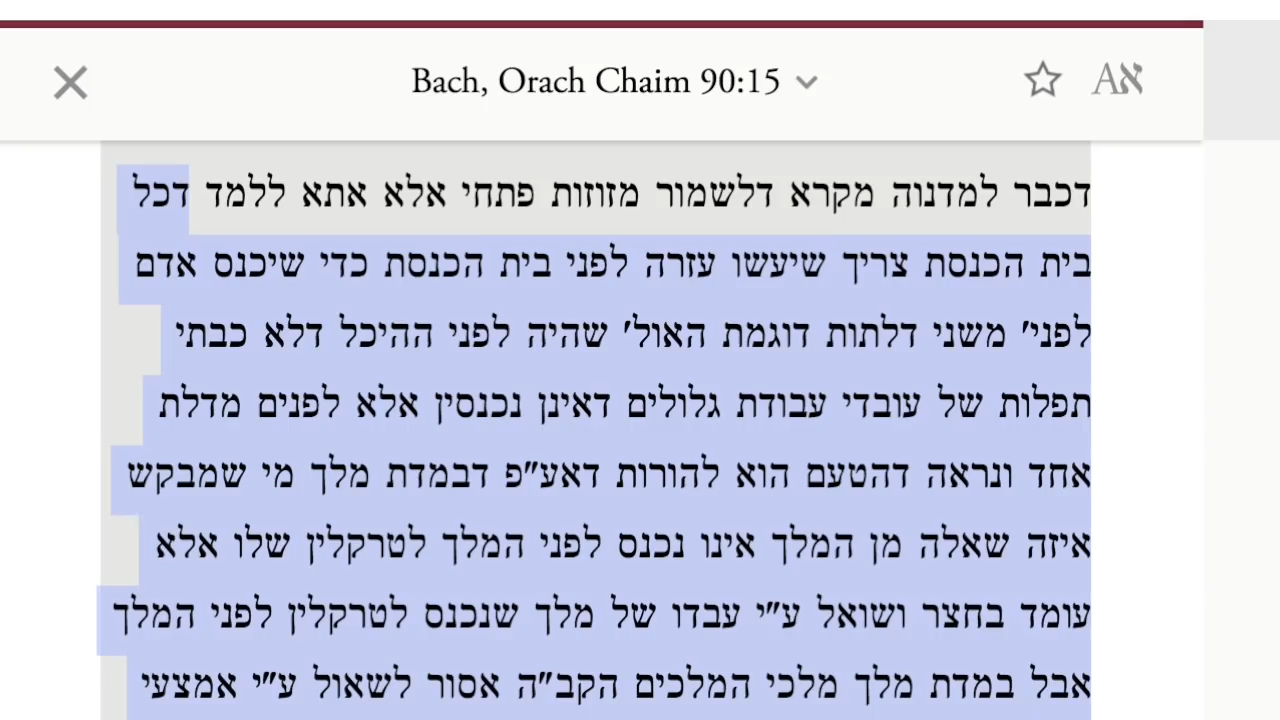 Bach, Orach Chaim 90:15
Aא
דכבר למדנוה מקרא דלשמור מזוזות פתחי אלא אתא ללמד דכל
בית הכנסת צריך שיעשו עזרה לפני בית הכנסת כדי שיכנס אדם
לפני' משני דלתות דוגמת האול' שהיה לפני ההיכל דלא כבתי
תפלות של עובדי עבודת גלולים דאינן נכנסין אלא לפנים מדלת
אחד ונראה דהטעם הוא להורות דאע"פ דבמדת מלך מי שמבקש
איזה שאלה מן המלך אינו נכנס לפני המלך לטרקלין שלו אלא
עומד בחצר ושואל ע"י עבדו של מלך שנכנס לטרקלין לפני המלך
אבל במדת מלך מלכי המלכים הקב"ה אסור לשאול ע"י אמצעי